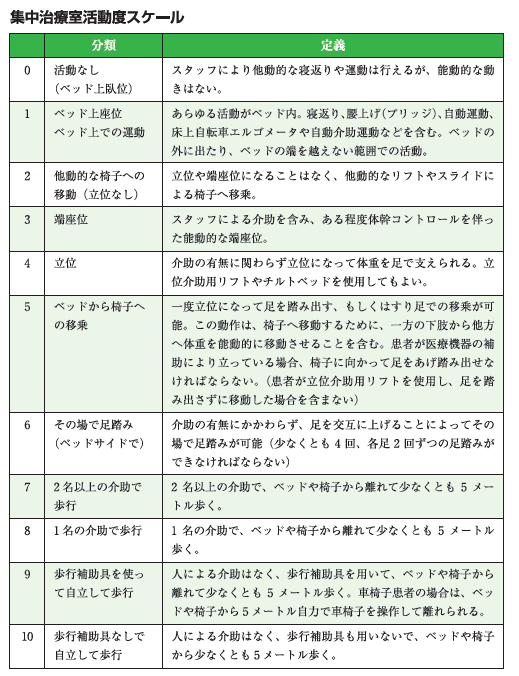 集中治療室活動度スケール
分類 定義
0 活動なし
（ベッド上臥位）
スタッフにより他動的な寝返りや運動は行えるが、能動的な動
きはない。
1 ベッド上座位
ベッド上での運動
あらゆる活動がベッド内。寝返り、腰上げ（ブリッジ）、自動運動、
床上自転車エルゴメータや自動介助運動などを含む。ベッドの
外に出たり、ベッドの端を越えない範囲での活動。
2 他動的な椅子への
移動（立位なし）
立位や端座位になることはなく、他動的なリフトやスライドに
よる椅子へ移乗。
3 端座位
スタッフによる介助を含み、ある程度体幹コントロールを伴っ
た能動的な端座位。
4 立位
介助の有無に関わらず立位になって体重を足で支えられる。立
位介助用リフトやチルトベッドを使用してもよい。
5 ベッドから椅子へ
の移乗
一度立位になって足を踏み出す、もしくはすり足での移乗が可
能。この動作は、椅子へ移動するために、一方の下肢から他方
へ体重を能動的に移動させることを含む。患者が医療機器の補
助により立っている場合、椅子に向かって足をあげ踏み出せな
ければならない。（患者が立位介助用リフトを使用し、足を踏
み出さずに移動した場合を含まない）
6 その場で足踏み
（ベッドサイドで）
介助の有無にかかわらず、足を交互に上げることによってその
場で足踏みが可能（少なくとも 4 回、各足 2 回ずつの足踏みが
できなければならない）
7 2 名以上の介助で
歩行
2 名以上の介助で、ベッドや椅子から離れて少なくとも 5 メー
トル歩く。
8 1 名の介助で歩行
1 名の介助で、ベッドや椅子から離れて少なくとも 5 メートル
歩く。
9 歩行補助具を使っ
て自立して歩行
人による介助はなく、歩行補助具を用いて、ベッドや椅子から
離れて少なくとも 5 メートル歩く。車椅子患者の場合は、ベッ
ドや椅子から 5 メートル自力で車椅子を操作して離れられる。
10 歩行補助具なしで
自立して歩行
人による介助はなく、歩行補助具も用いないで、ベッドや椅子
から少なくとも 5 メートル歩く。